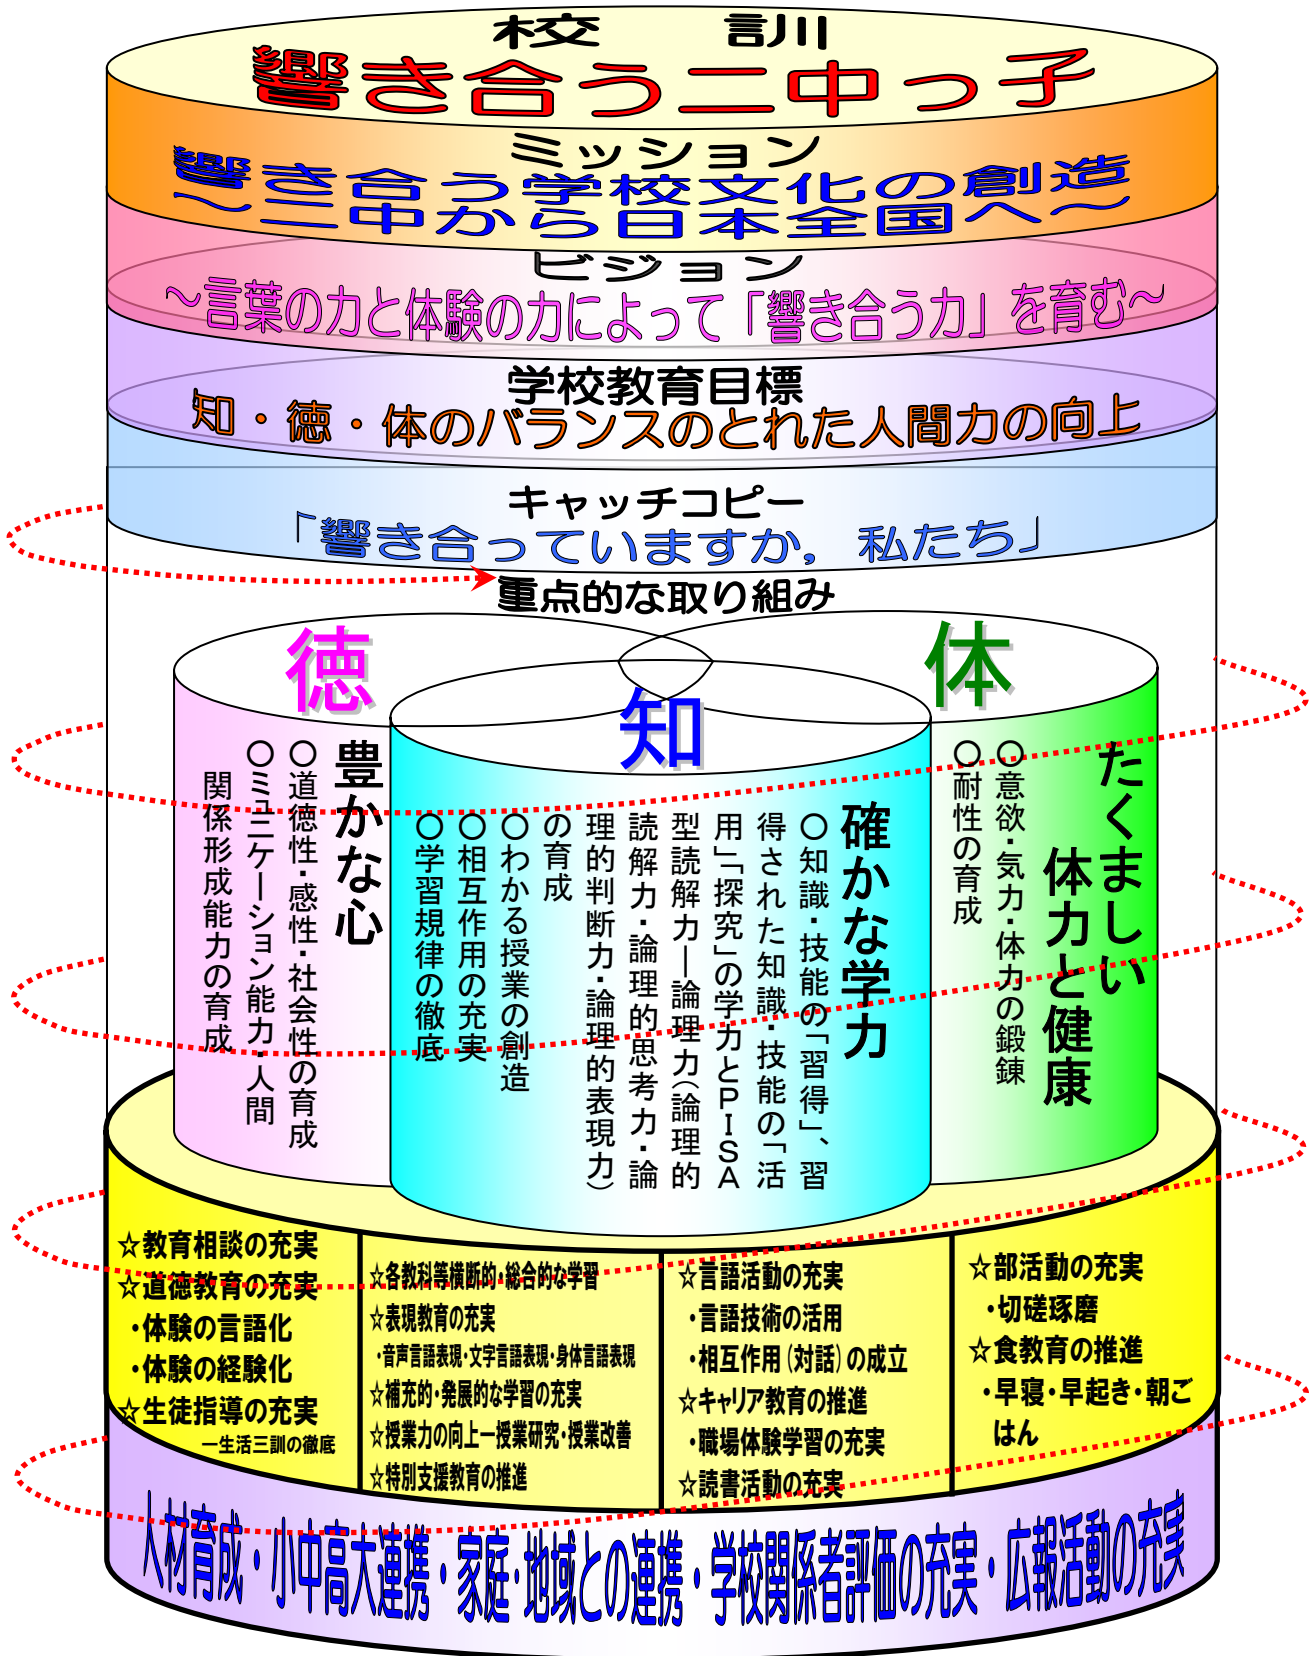 校　訓
響き合う二中っ子
ミッション
響き合う学校文化の創造
～二中から日本全国へ～
ビジョン
～言葉の力と体験の力によって「響き合う力」を育む～
学校教育目標
知・徳・体のバランスのとれた人間力の向上
キャッチコピー
「響き合っていますか，私たち」
重点的な取り組み
徳
豊かな心
〇道徳性・感性・社会性の育成
〇ミュニケーション能力・人間
関係形成能力の育成
知
確かな学力
〇知識・技能の「習得」、習
得された知識・技能の「活
用」「探究」の学力とＰＩＳＡ
型読解力―論理力（論理的
読解力・論理的思考力・論
理的判断力・論理的表現力）
の育成
〇わかる授業の創造
〇相互作用の充実
〇学習規律の徹底
体
たくましい
体力と健康
〇意欲・気力・体力の鍛錬
〇耐性の育成
☆教育相談の充実
☆道徳教育の充実
・体験の言語化
・体験の経験化
☆生徒指導の充実
―生活三訓の徹底
☆各教科等横断的・総合的な学習
☆表現教育の充実
・音声言語表現・文字言語表現・身体言語表現
☆補充的・発展的な学習の充実
☆授業力の向上―授業研究・授業改善
☆特別支援教育の推進
☆言語活動の充実
・言語技術の活用
・相互作用（対話）の成立
☆キャリア教育の推進
・職場体験学習の充実
☆読書活動の充実
☆部活動の充実
・切磋琢磨
☆食教育の推進
・早寝・早起き・朝ご
はん
人材育成・小中高大連携・家庭・地域との連携・学校関係者評価の充実・広報活動の充実